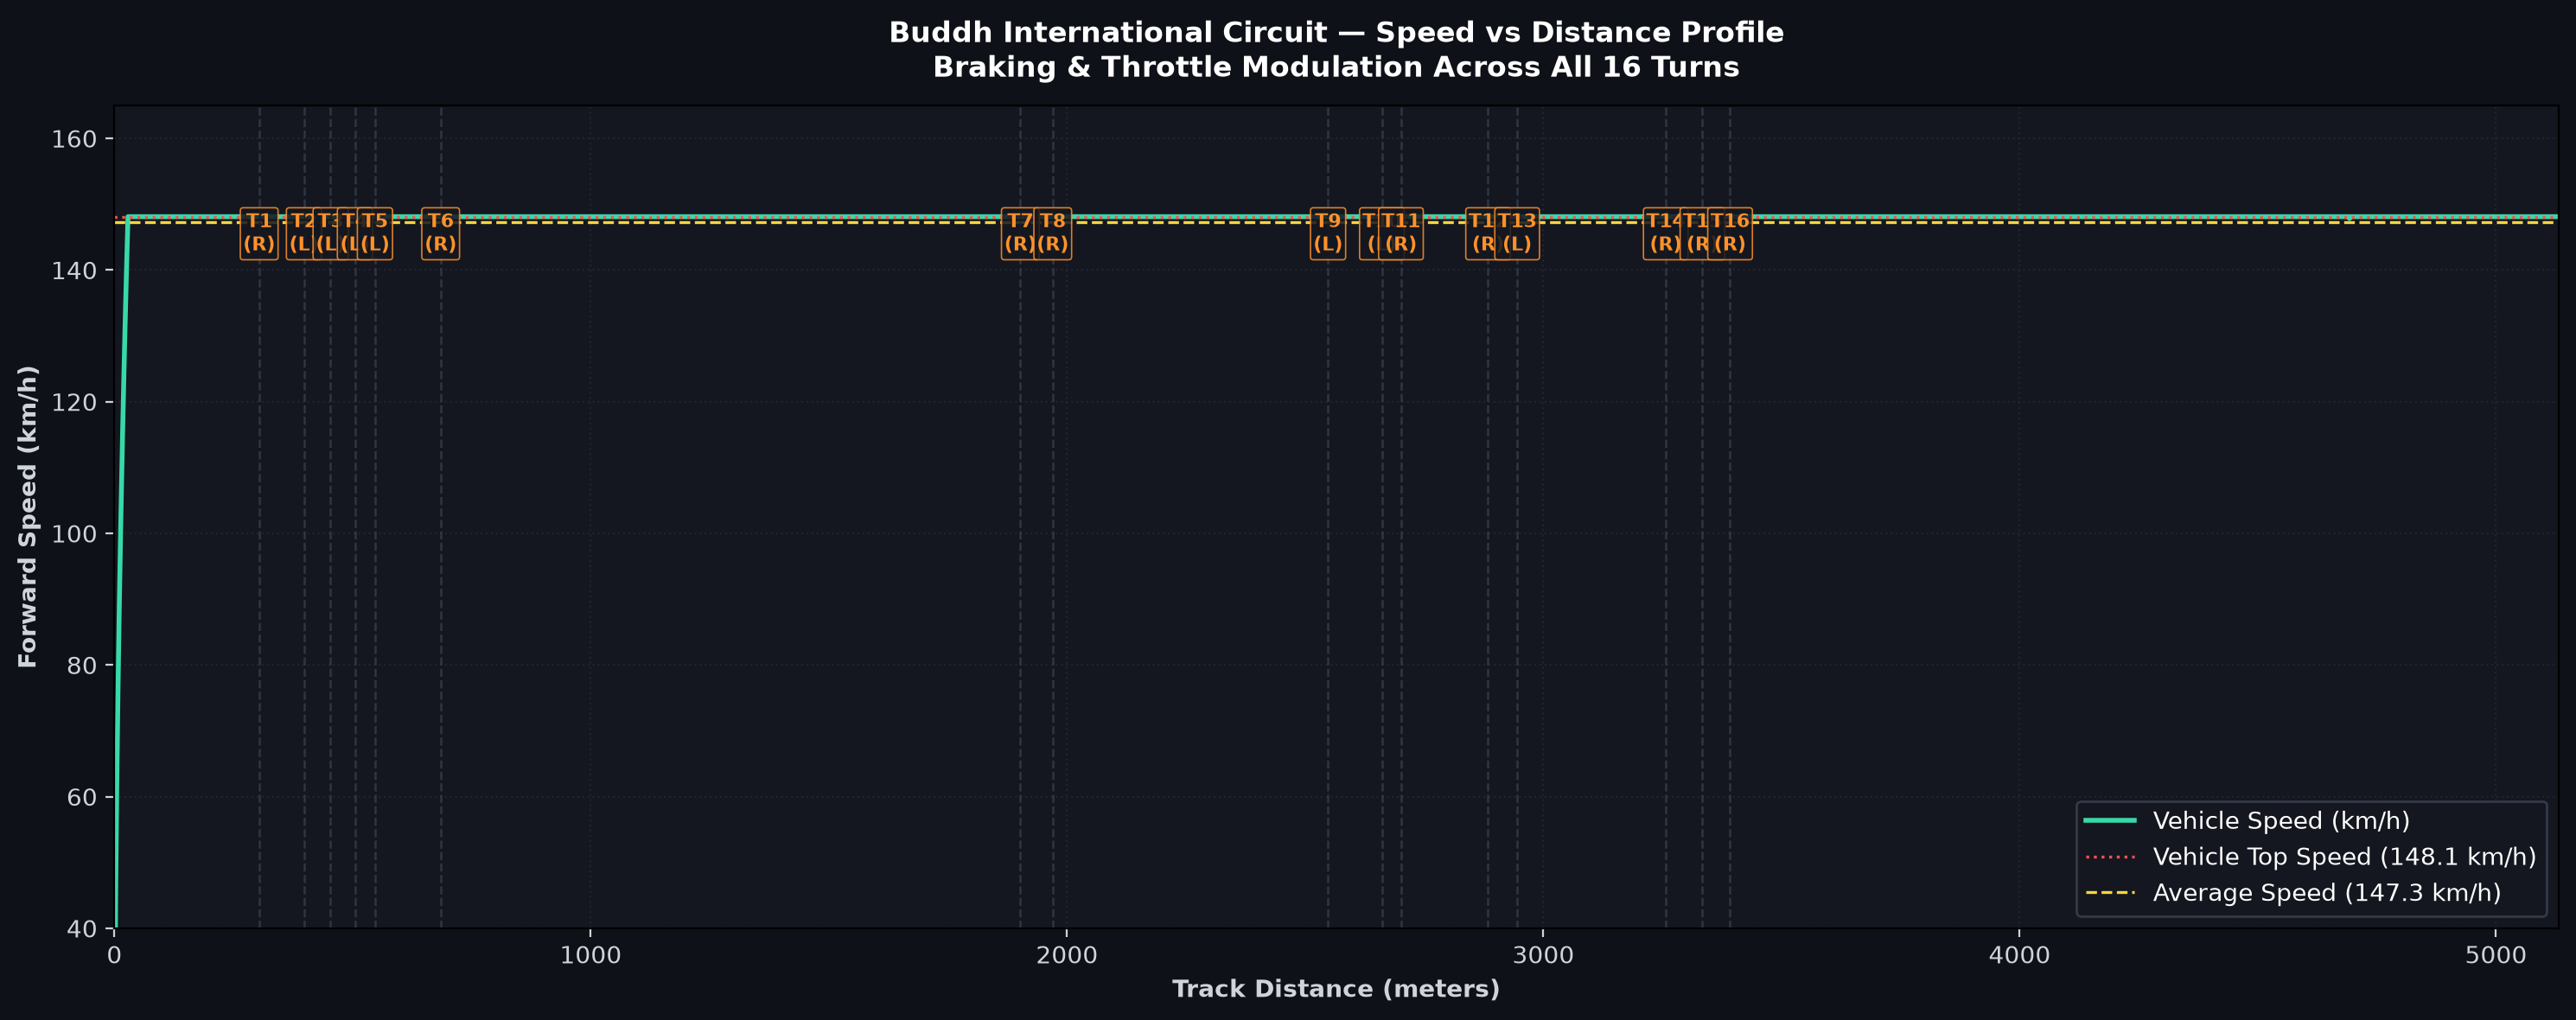 Buddh International Circuit — Speed vs Distance Profile
Braking & Throttle Modulation Across All 16 Turns
Forward Speed (km/h)
160
140
120
100
80
60
40
T1
(R)
T2
(L
T3
(L
(L
T5
(L)
T6
(R)
T7
(R)
T8
(R)
T9
(L)
T11
(R)
(R
T13
(L)
T14
(R)
(R
T16
(R)
Vehicle Speed (km/h)
Vehicle Top Speed (148.1 km/h)
Average Speed (147.3 km/h)
0
1000
2000
3000
4000
5000
Track Distance (meters)